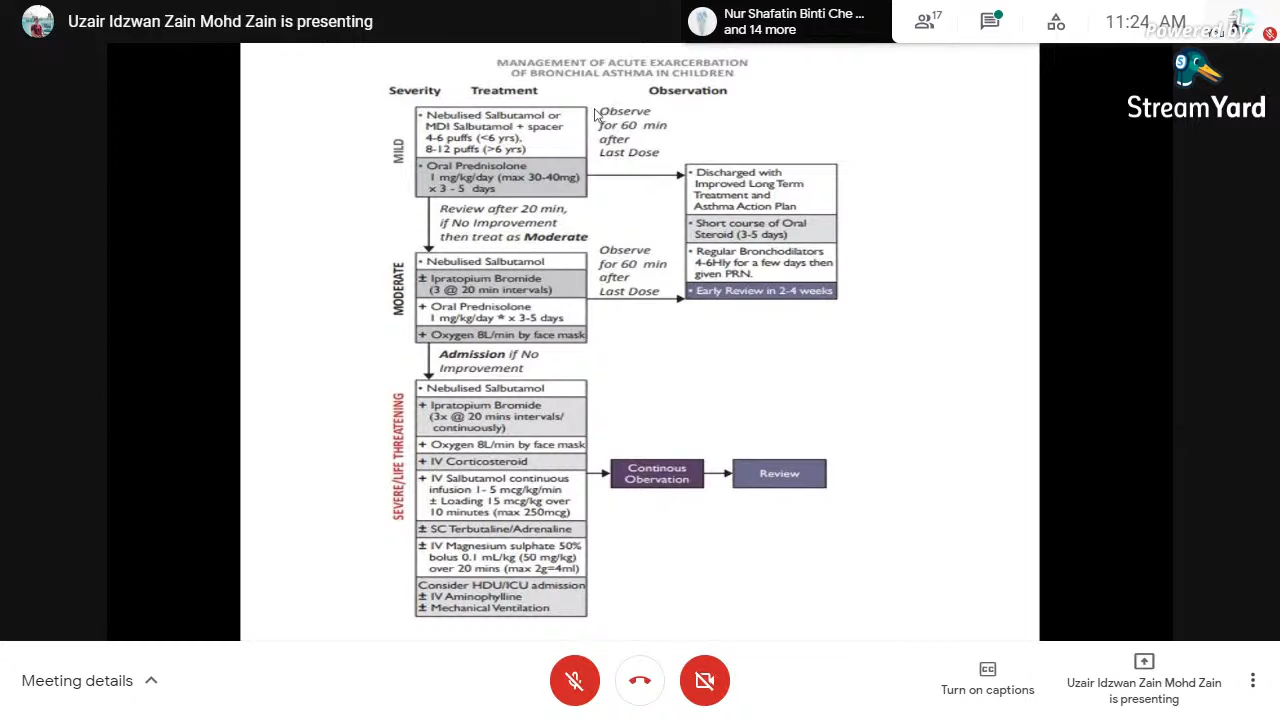 Uzair Idzwan Zain Mohd Zain is presenting
Nur Shafatin Binti Che ...
and 14 more
17
11:24 AM
You
Powered by
StreamYard
MANAGEMENT OF ACUTE EXARCERBATION
OF BRONCHIAL ASTHMA IN CHILDREN
Severity Treatment Observation
MILD
• Nebulised Salbutamol or
MDI Salbutamol + spacer
4-6 puffs (<6 yrs),
8-12 puffs (>6 yrs)
• Oral Prednisolone
1 mg/kg/day (max 30-40mg)
x 3 - 5 days
Observe
for 60 min
after
Last Dose
Review after 20 min,
if No Improvement
then treat as Moderate
• Discharged with
Improved Long Term
Treatment and
Asthma Action Plan
• Short course of Oral
Steroid (3-5 days)
• Regular Bronchodilators
4-6Hly for a few days then
given PRN.
• Early Review in 2-4 weeks
MODERATE
• Nebulised Salbutamol
± Ipratopium Bromide
(3 @ 20 min intervals)
+ Oral Prednisolone
1 mg/kg/day * x 3-5 days
+ Oxygen 8L/min by face mask
Observe
for 60 min
after
Last Dose
Admission if No
Improvement
SEVERE/LIFE THREATENING
• Nebulised Salbutamol
+ Ipratopium Bromide
(3x @ 20 mins intervals/
continuously)
+ Oxygen 8L/min by face mask
+ IV Corticosteroid
+ IV Salbutamol continuous
infusion 1- 5 mcg/kg/min
± Loading 15 mcg/kg over
10 minutes (max 250mcg)
± SC Terbutaline/Adrenaline
± IV Magnesium sulphate 50%
bolus 0.1 mL/kg (50 mg/kg)
over 20 mins (max 2g=4ml)
Consider HDU/ICU admission
± IV Aminophylline
± Mechanical Ventilation
Continous
Obervation
Review
Meeting details
Turn on captions
Uzair Idzwan Zain Mohd Zain
is presenting